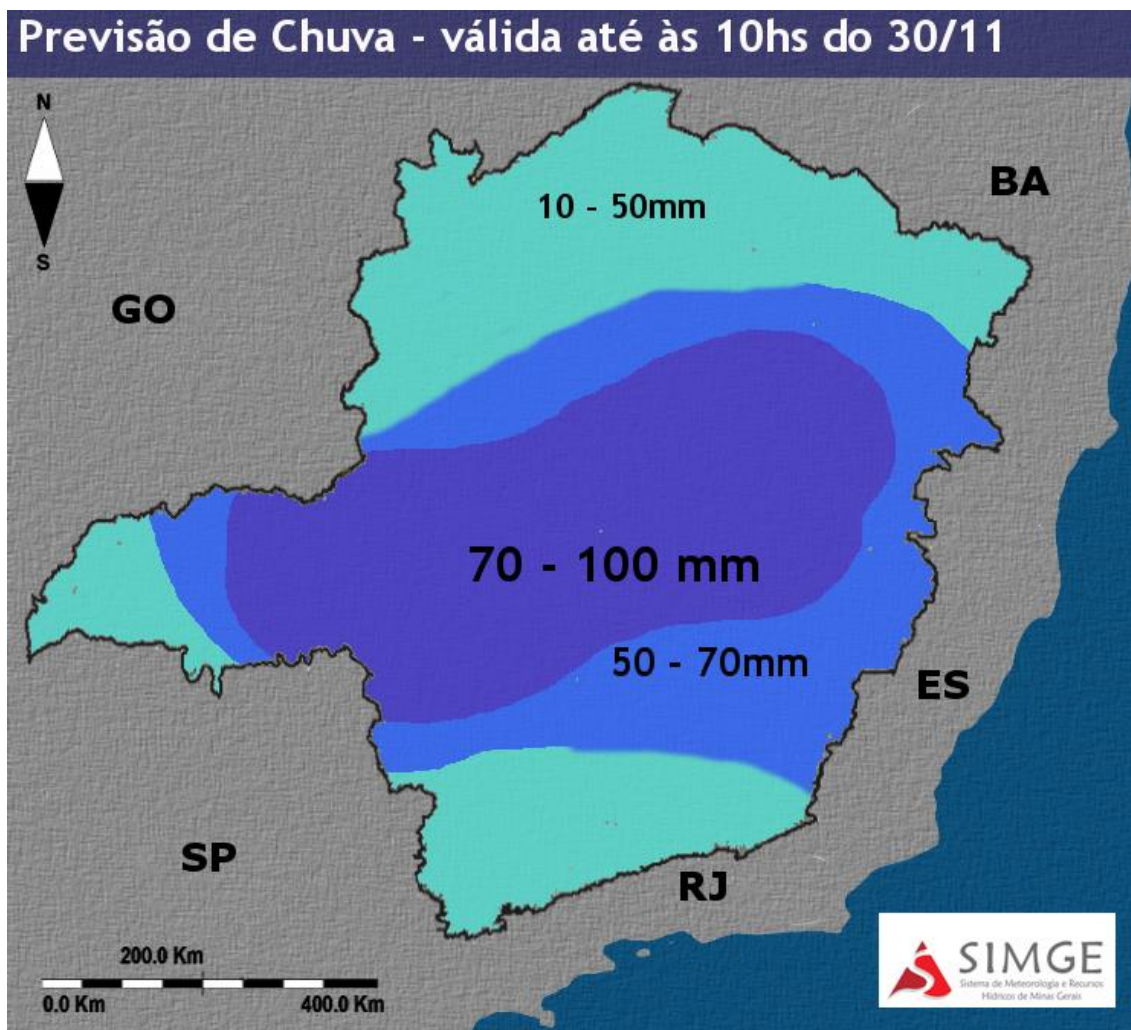 Previsão de Chuva - válida até às 10hs do 30/11
N
S
BA
10 - 50mm
GO
70 - 100 mm
50 - 70mm
ES
SP
RJ
200.0 Km
0.0 Km
400.0 Km
SIMGE
Sistema de Meteorologia e Recursos
Hídricos de Minas Gerais